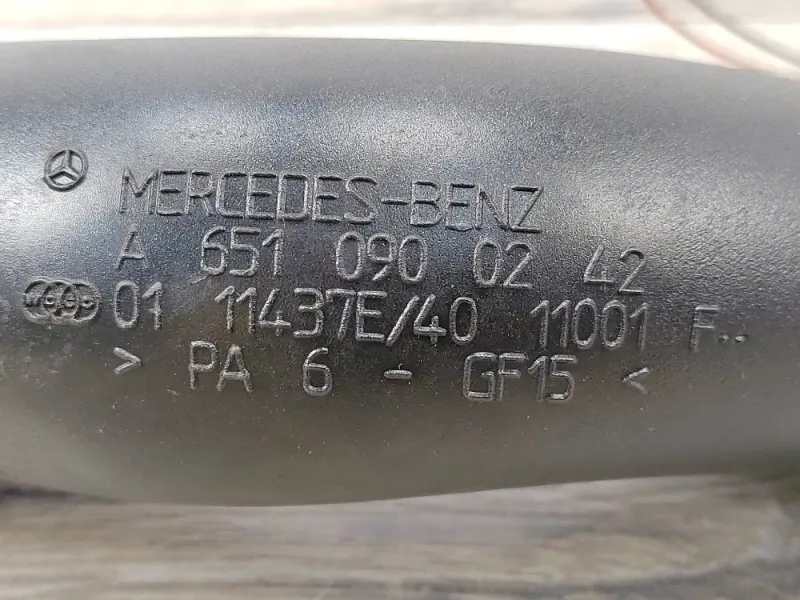 MERCEDES-BENZ
A 651 090 02 42
01 11437E/40 11001 F..
> PA 6 - GF15 <